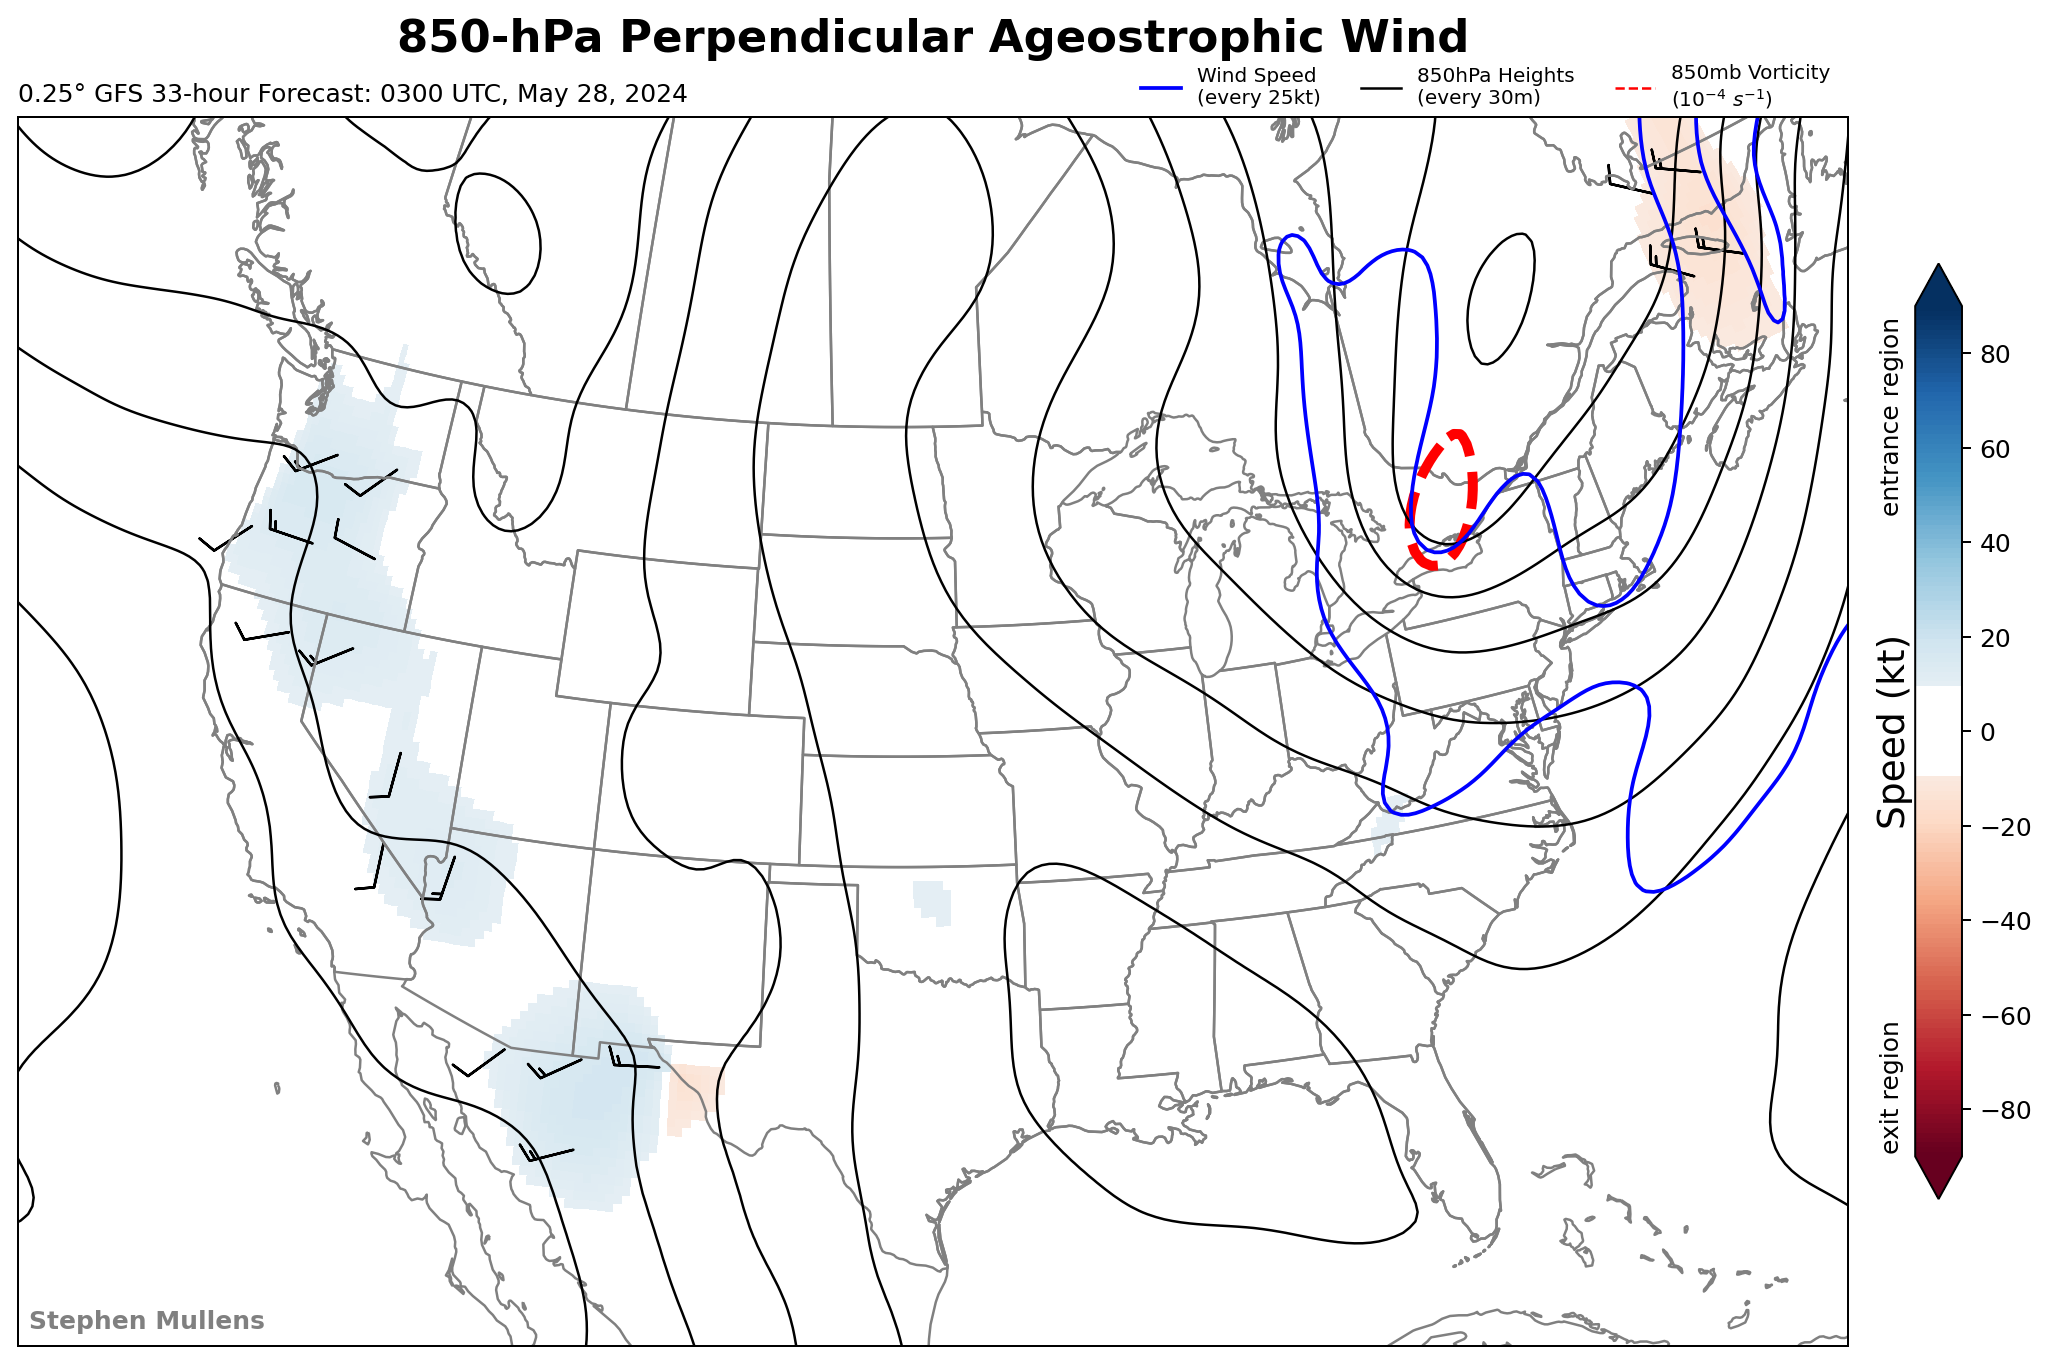 850-hPa Perpendicular Ageostrophic Wind
0.25° GFS 33-hour Forecast: 0300 UTC, May 28, 2024
Wind Speed
(every 25kt)
850hPa Heights
(every 30m)
850mb Vorticity
(10⁻⁴ s⁻¹)
entrance region
Speed (kt)
exit region
80
60
40
20
0
−20
−40
−60
−80
Stephen Mullens